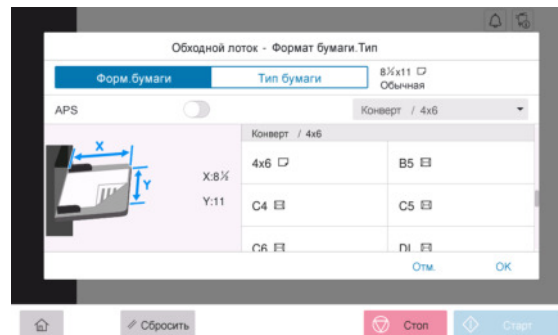 Обходной лоток - Формат бумаги.Тип
Форм.бумаги
Тип бумаги
8½x11
Обычная
APS
Конверт / 4x6
Конверт / 4x6
X
Y
X:8½
Y:11
4x6
B5
C4
C5
C6
DL
Отм.
OK
Сбросить
Стоп
Старт